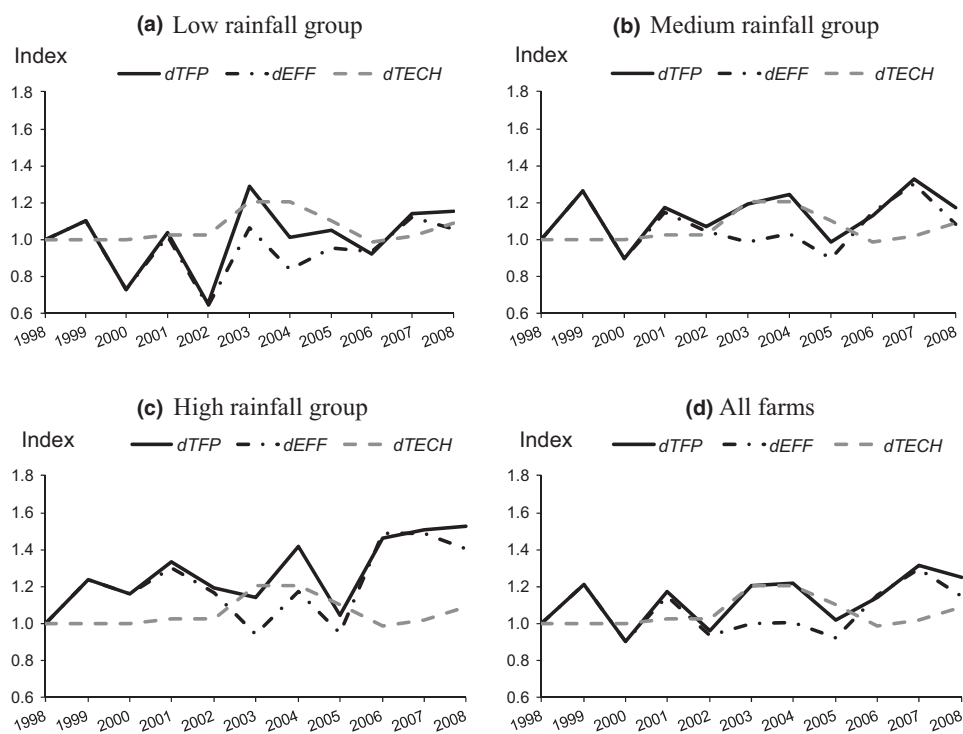 (a) Low rainfall group
Index
dTFP dEFF dTECH
1.8
1.6
1.4
1.2
1.0
0.8
0.6
1998 1999 2000 2001 2002 2003 2004 2005 2006 2007 2008
(b) Medium rainfall group
Index
dTFP dEFF dTECH
1.8
1.6
1.4
1.2
1.0
0.8
0.6
1998 1999 2000 2001 2002 2003 2004 2005 2006 2007 2008
(c) High rainfall group
Index
dTFP dEFF dTECH
1.8
1.6
1.4
1.2
1.0
0.8
0.6
1998 1999 2000 2001 2002 2003 2004 2005 2006 2007 2008
(d) All farms
Index
dTFP dEFF dTECH
1.8
1.6
1.4
1.2
1.0
0.8
0.6
1998 1999 2000 2001 2002 2003 2004 2005 2006 2007 2008